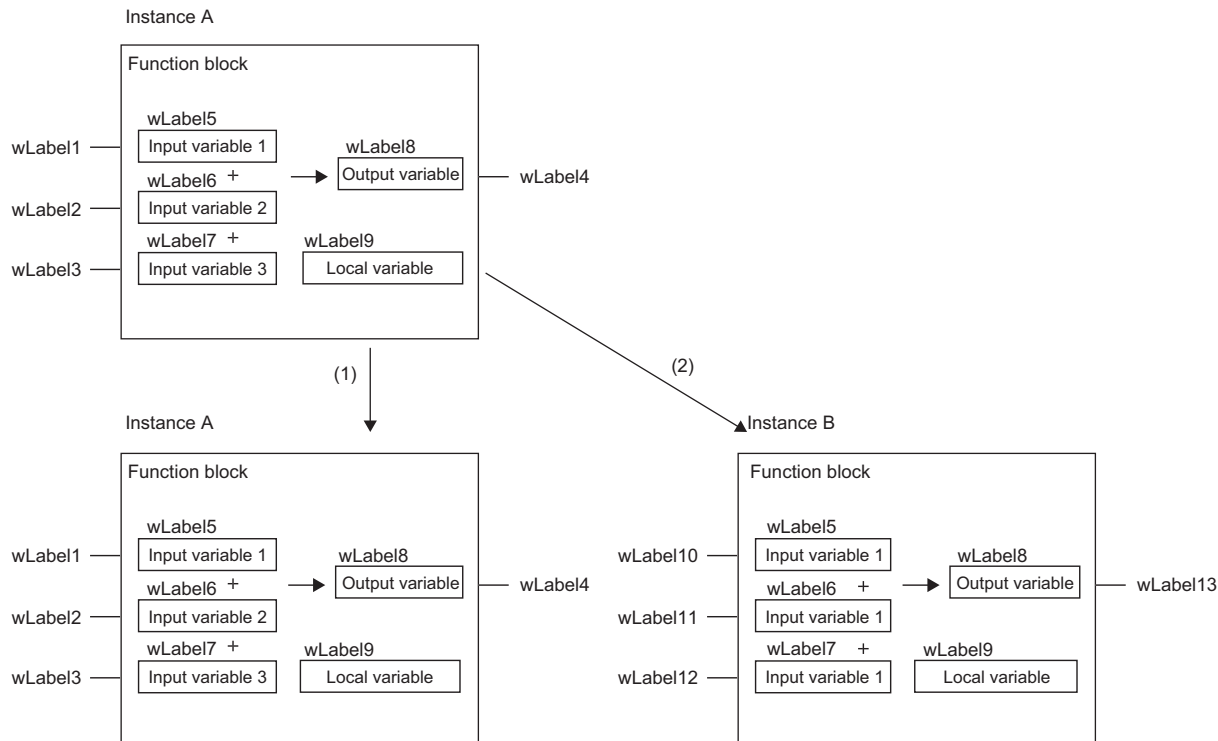 Instance A
Function block
wLabel5
wLabel1
Input variable 1
wLabel8
wLabel6 +
Output variable
wLabel4
wLabel2
Input variable 2
wLabel7 +
wLabel9
wLabel3
Input variable 3
Local variable
(1)
(2)
Instance A
Function block
wLabel5
wLabel1
Input variable 1
wLabel8
wLabel6 +
Output variable
wLabel4
wLabel2
Input variable 2
wLabel7 +
wLabel9
wLabel3
Input variable 3
Local variable
Instance B
Function block
wLabel5
wLabel10
Input variable 1
wLabel8
wLabel6 +
Output variable
wLabel13
wLabel11
Input variable 1
wLabel7 +
wLabel9
wLabel12
Input variable 1
Local variable